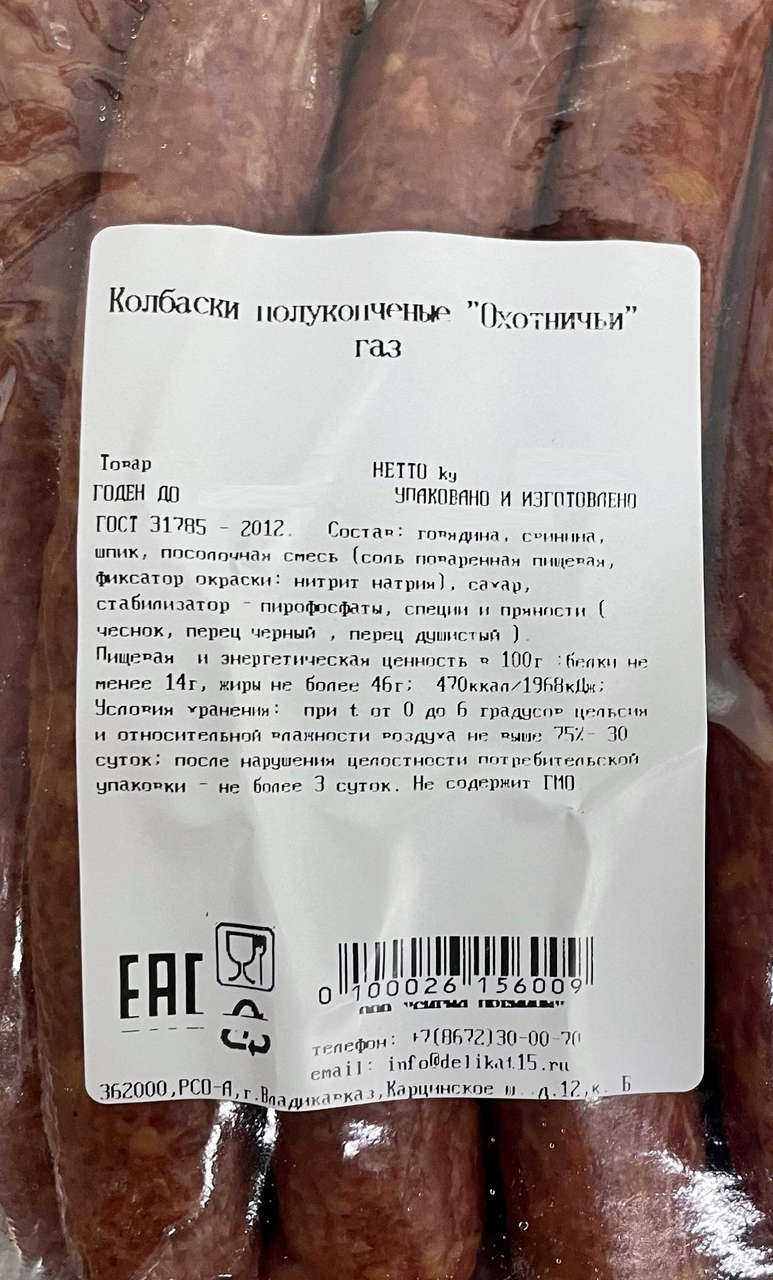 Колбаски полукопченые "Охотничьи"
газ
Товар НЕТТО kу
ГОДЕН ДО УПАКОВАНО И ИЗГОТОВЛЕНО
ГОСТ 31785 - 2012. Состав: говядина, свинина,
шпик, посолочная смесь (соль поваренная пищевая,
фиксатор окраски: нитрит натрия), сахар,
стабилизатор - пирофосфаты, специи и пряности (
чеснок, перец черный , перец душистый ).
Пищевая и энергетическая ценность в 100г :белки не
менее 14г, жиры не более 46г; 470ккал/1968кДж;
Условия хранения: при t от 0 до 6 градусов цельсия
и относительной влажности воздуха не выше 75%- 30
суток; после нарушения целостности потребительской
упаковки - не более 3 суток. Не содержит ГМО
EAC
0 100026 156009
ООО
телефон: +7(8672)30-00-70
email: info@delikat15.ru
362000,РСО-А,г.Владикавказ,Карцинское ш. д.12,к. Б